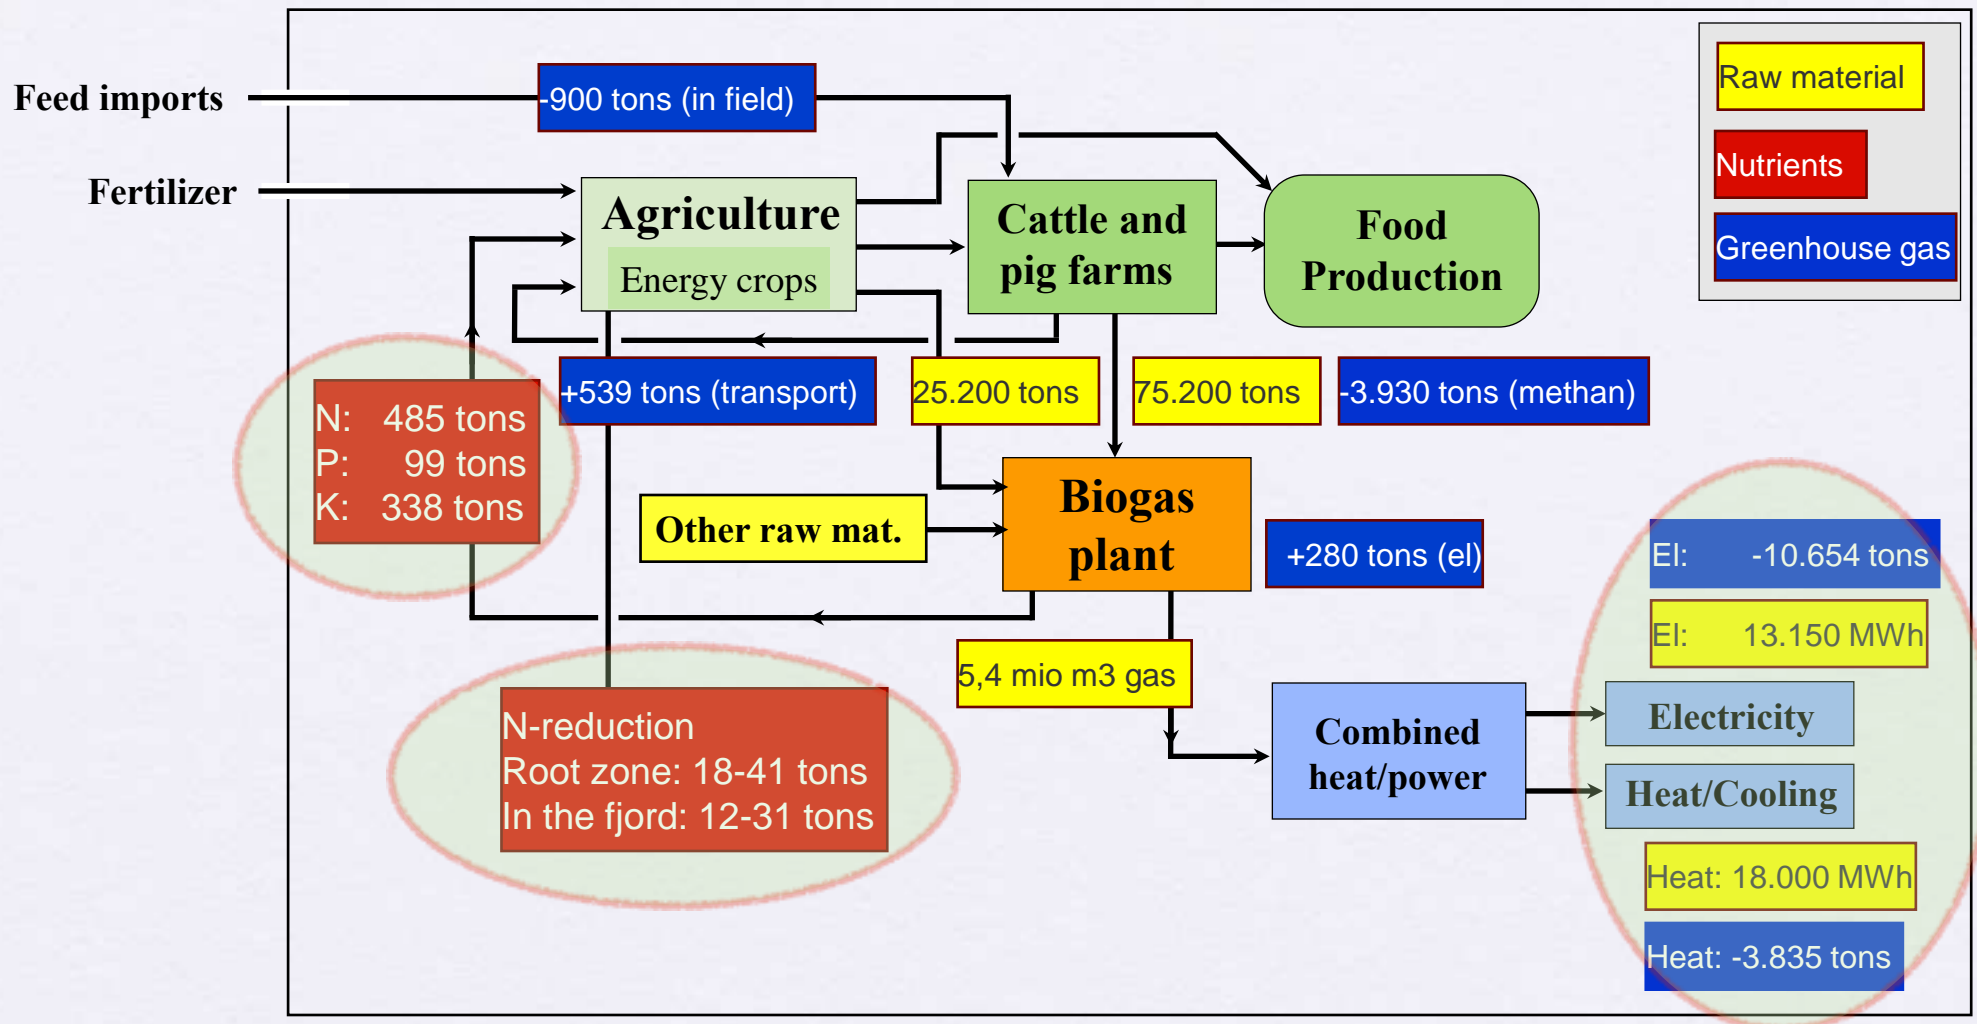 Feed imports
-900 tons (in field)
Raw material
Nutrients
Greenhouse gas
Fertilizer
Agriculture
Energy crops
Cattle and
pig farms
Food
Production
+539 tons (transport)
25.200 tons
75.200 tons
-3.930 tons (methan)
N: 485 tons
P: 99 tons
K: 338 tons
Other raw mat.
Biogas
plant
+280 tons (el)
El: -10.654 tons
El: 13.150 MWh
5,4 mio m3 gas
N-reduction
Root zone: 18-41 tons
In the fjord: 12-31 tons
Combined
heat/power
Electricity
Heat/Cooling
Heat: 18.000 MWh
Heat: -3.835 tons